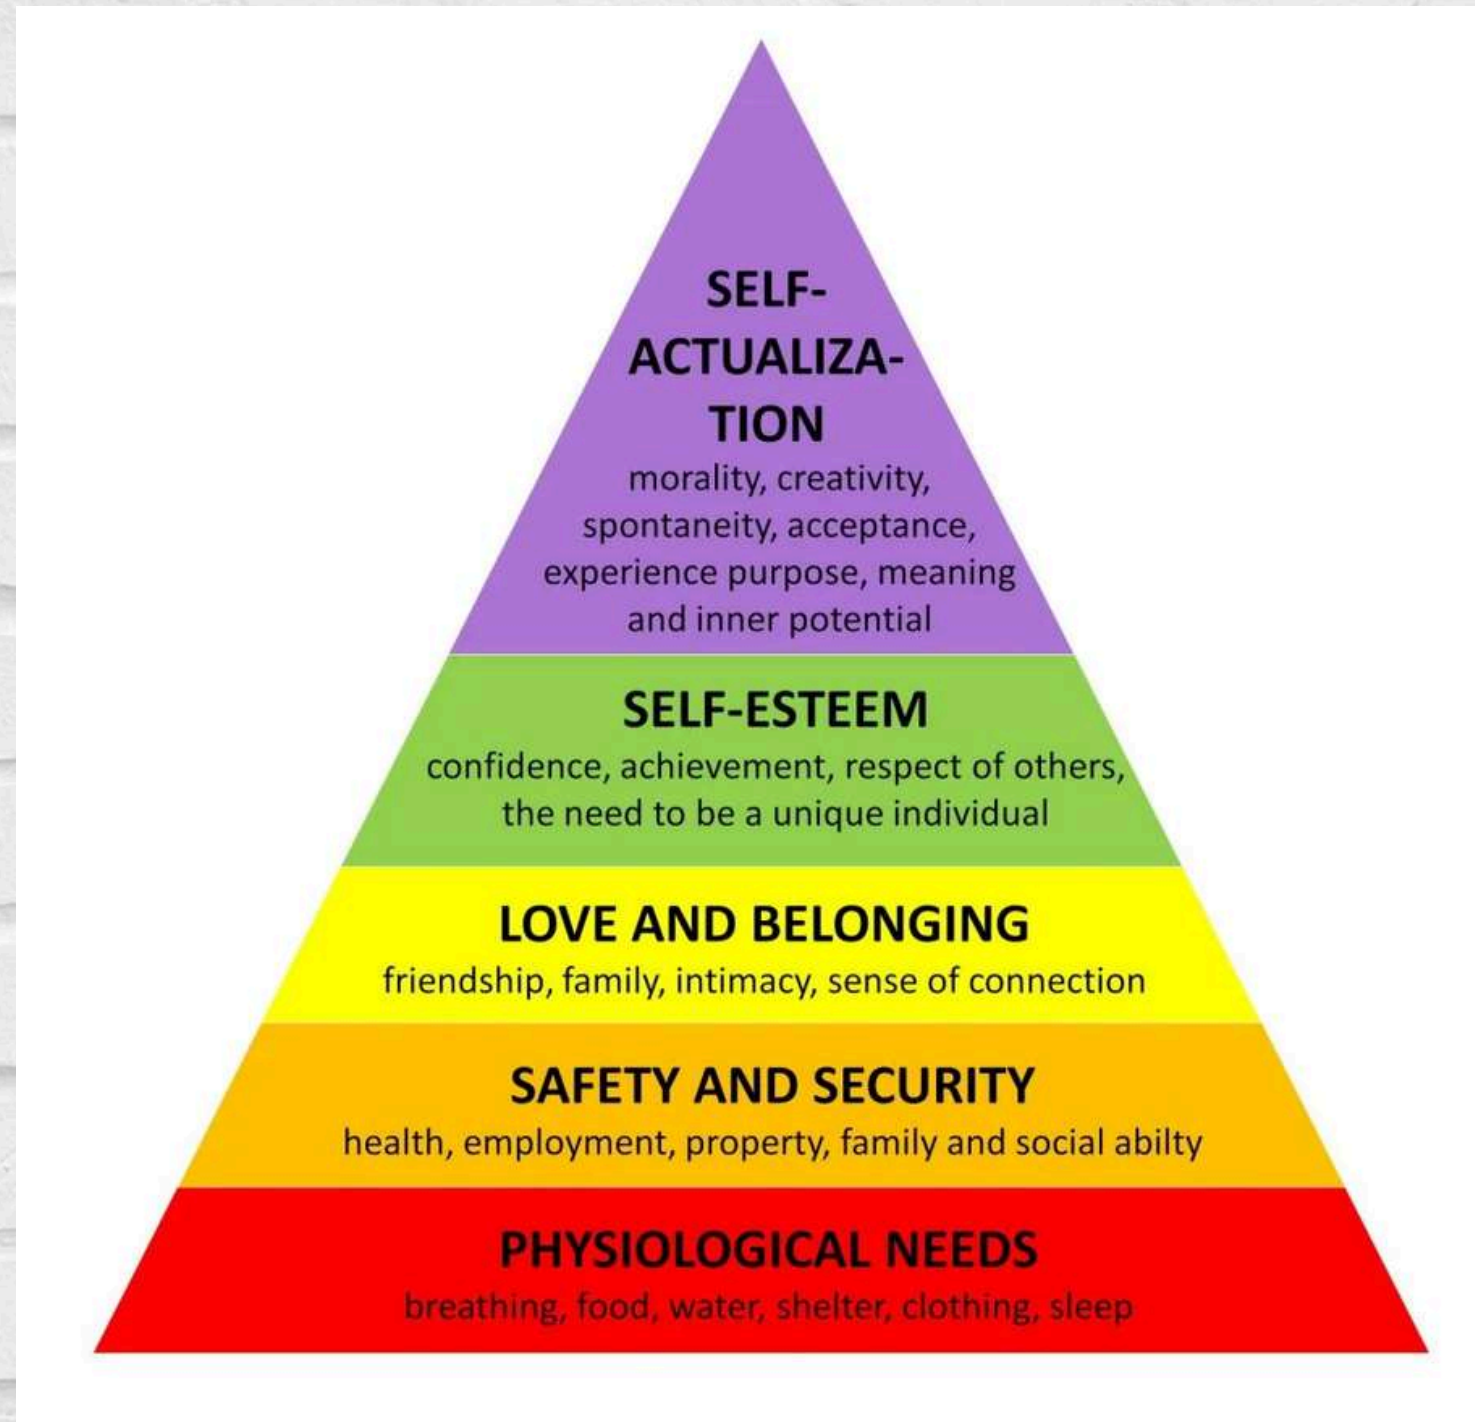 SELF-
ACTUALIZA-
TION
morality, creativity,
spontaneity, acceptance,
experience purpose, meaning
and inner potential
SELF-ESTEEM
confidence, achievement, respect of others,
the need to be a unique individual
LOVE AND BELONGING
friendship, family, intimacy, sense of connection
SAFETY AND SECURITY
health, employment, property, family and social abilty
PHYSIOLOGICAL NEEDS
breathing, food, water, shelter, clothing, sleep